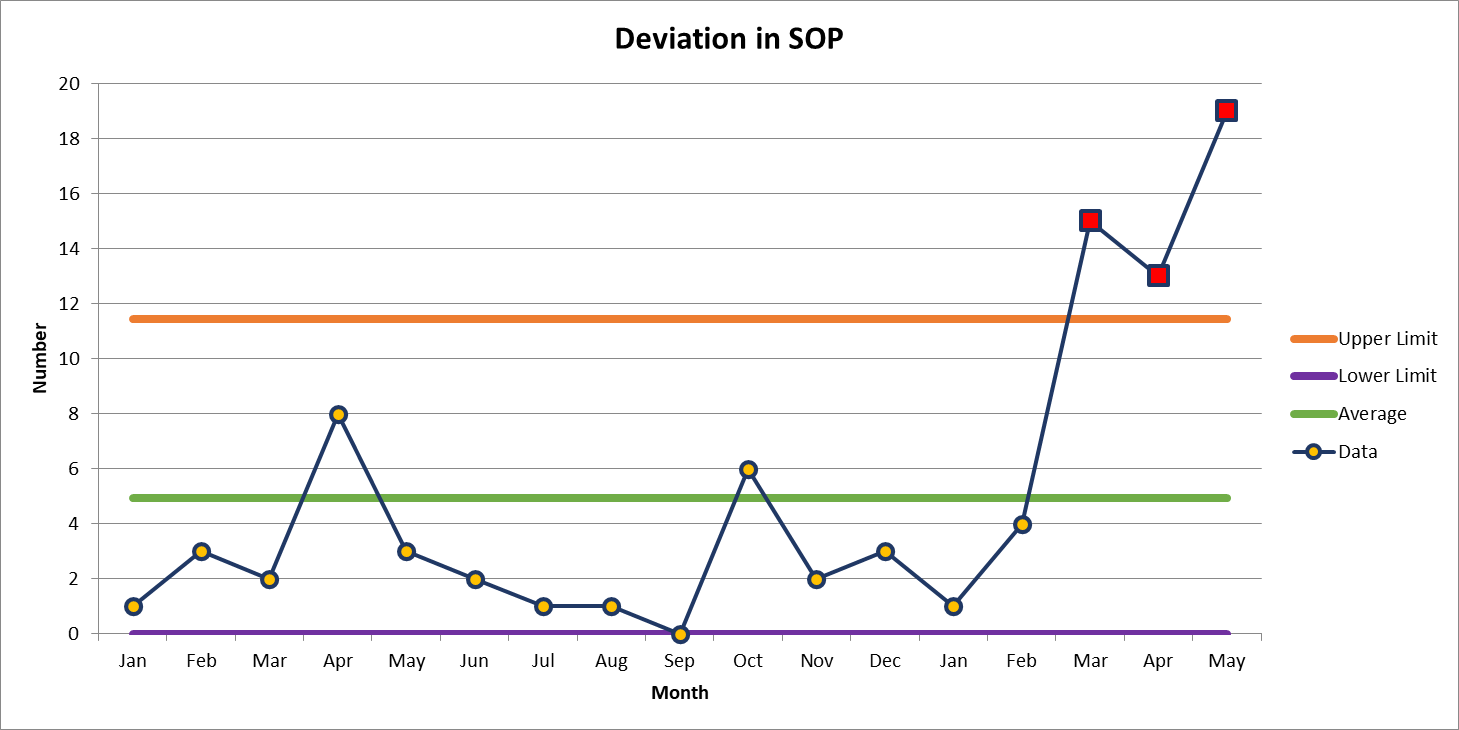 Deviation in SOP
20
18
16
14
12
10
8
6
4
2
0
Number
Jan Feb Mar Apr May Jun Jul Aug Sep Oct Nov Dec Jan Feb Mar Apr May
Month
Upper Limit
Lower Limit
Average
Data